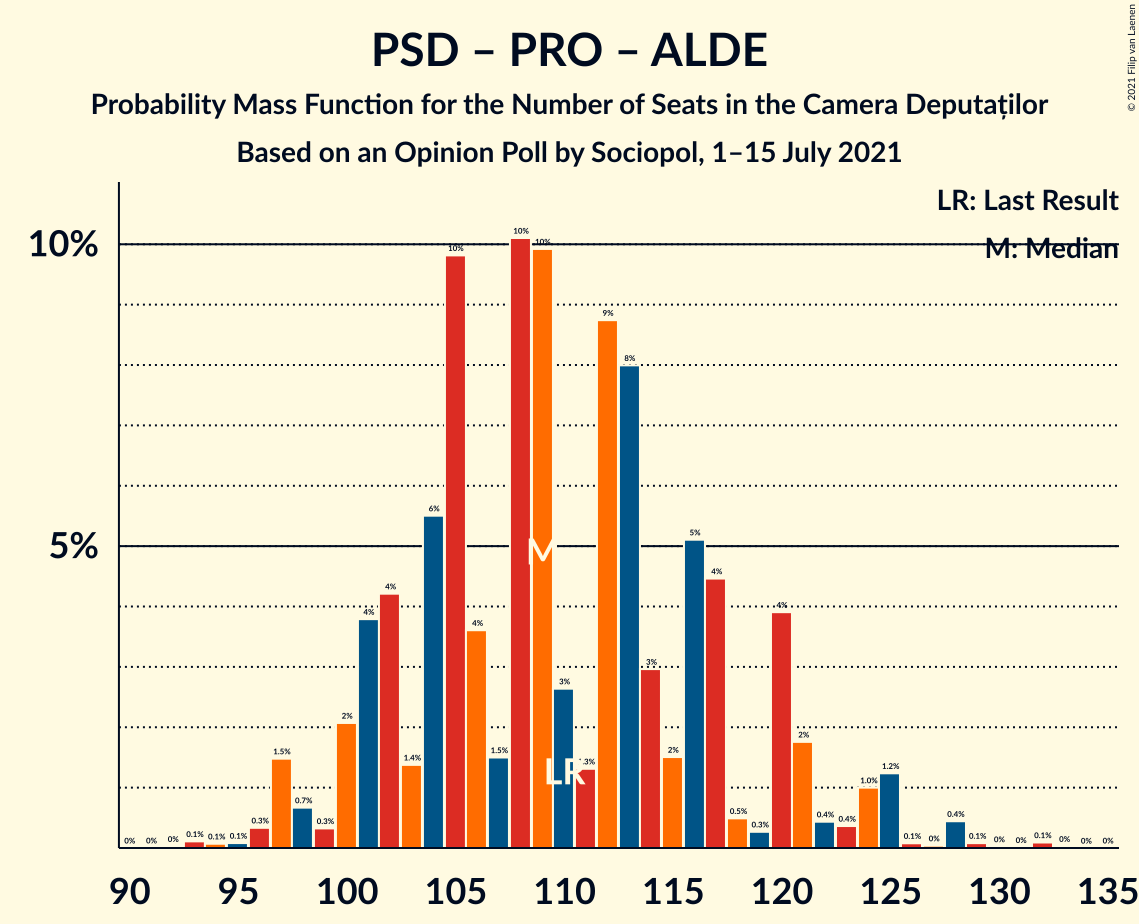 PSD – PRO – ALDE
Probability Mass Function for the Number of Seats in the Camera Deputaților
Based on an Opinion Poll by Sociopol, 1–15 July 2021
© 2021 Filip van Laenen
LR: Last Result
M: Median
10%
5%
0% 0% 0% 0.1% 0.1% 0.1% 0.3% 1.5% 0.7% 0.3% 2% 4% 4% 1.4% 6% 10% 4% 1.5% 10% 10% 3% 9% 8% 3% 2% 5% 4% 0.5% 0.3% 4% 2% 0.4% 0.4% 1.0% 1.2% 0.1% 0% 0.4% 0.1% 0% 0% 0.1% 0% 0% 0%
M
LR
90 95 100 105 110 115 120 125 130 135